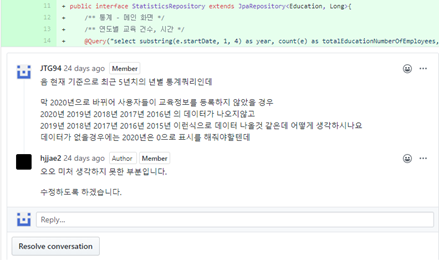 11 + public interface StatisticsRepository extends JpaRepository<Education, Long>{
13 + /** 통계 - 메인 화면 */
14 + /** 연도별 교육 건수, 시간 */
14 + @Query("select substring(e.startDate, 1, 4) as year, count(e) as totalEducationNumberOfEmployees,
JTG94 24 days ago Member
음 현재 기준으로 최근 5년치의 년별 통계쿼리인데
막 2020년으로 바뀌어 사용자들이 교육정보를 등록하지 않았을 경우
2020년 2019년 2018년 2017년 2016년 의 데이터가 나오지않고
2019년 2018년 2017년 2016년 2015년 이런식으로 데이터 나올것 같은데 어떻게 생각하시나요
데이터가 없을경우에는 2020년은 0으로 표시를 해줘야할텐데
hjjae2 24 days ago Author Member
오오 미처 생각하지 못한 부분입니다.
수정하도록 하겠습니다.
Reply...
Resolve conversation